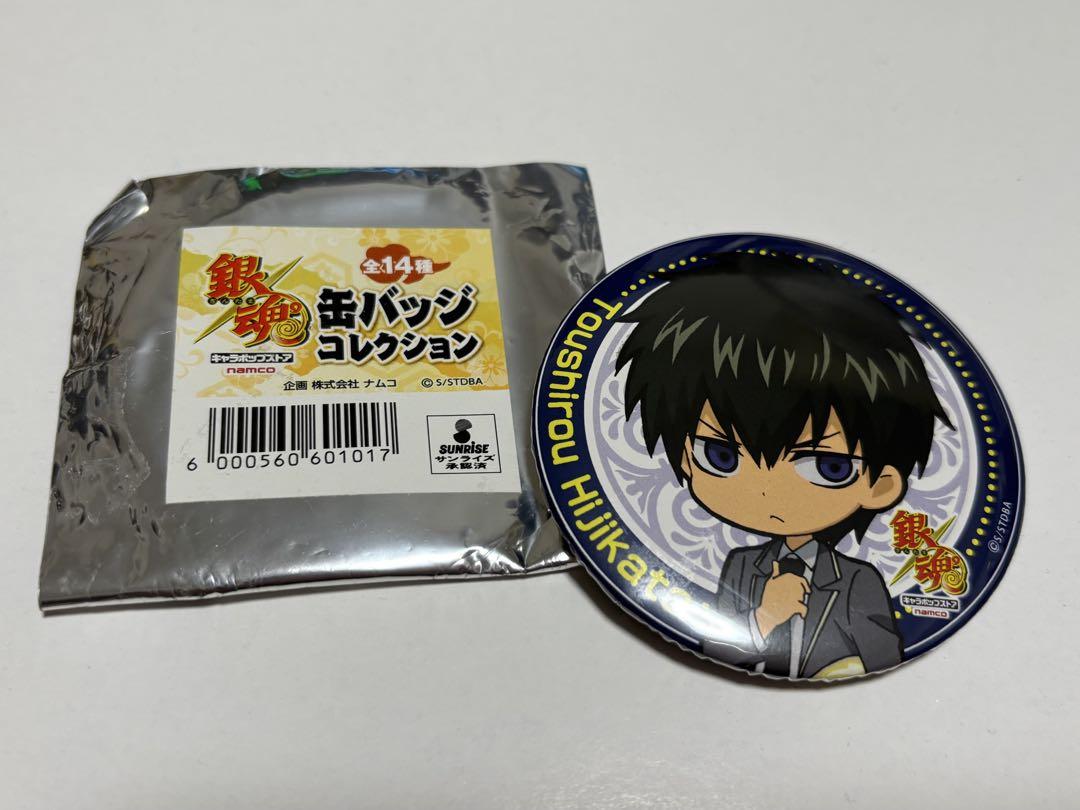 全14種
銀魂
缶バッジ
コレクション
キャラポップストア
namco
企画 株式会社 ナムコ ©S/STDBA
6 000560 601017
SUNRISE
サンライズ
承認済
Toushirou Hijikata
銀魂
キャラポップストア
namco
©S/STDBA